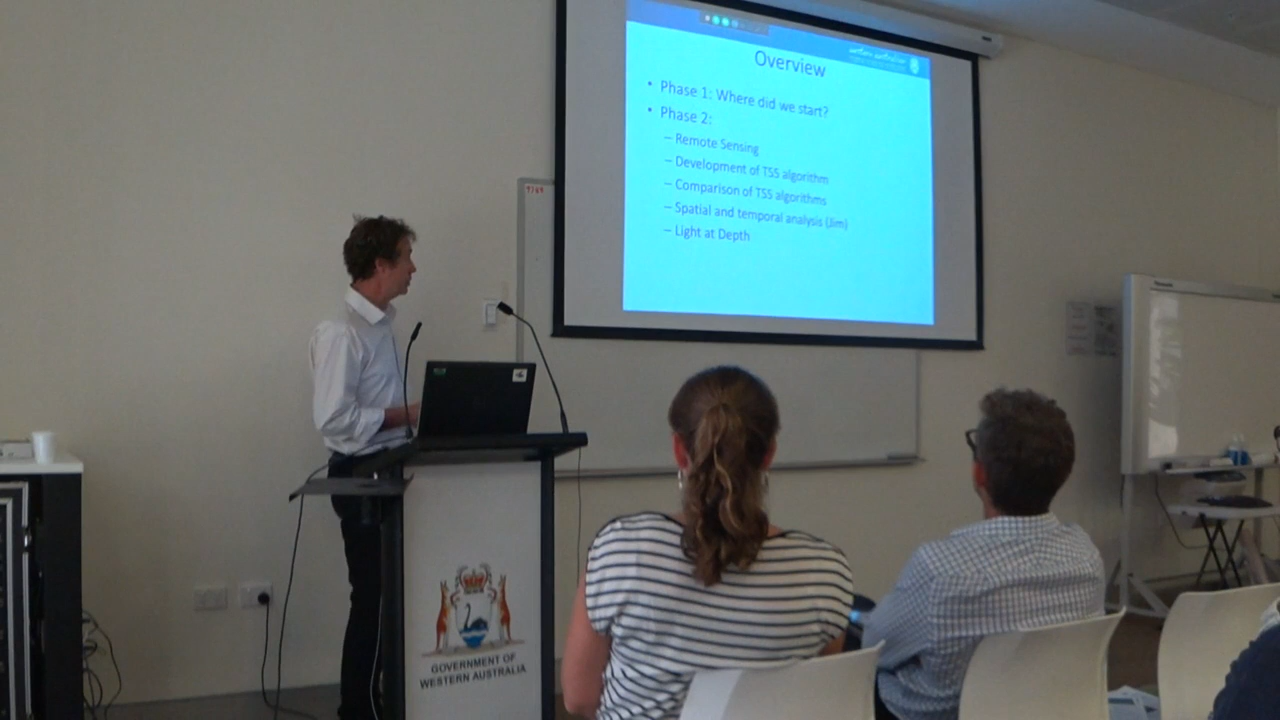 Overview
• Phase 1: Where did we start?
• Phase 2:
– Remote Sensing
– Development of TSS algorithm
– Comparison of TSS algorithms
– Spatial and temporal analysis (Jim)
– Light at Depth
GOVERNMENT OF
WESTERN AUSTRALIA